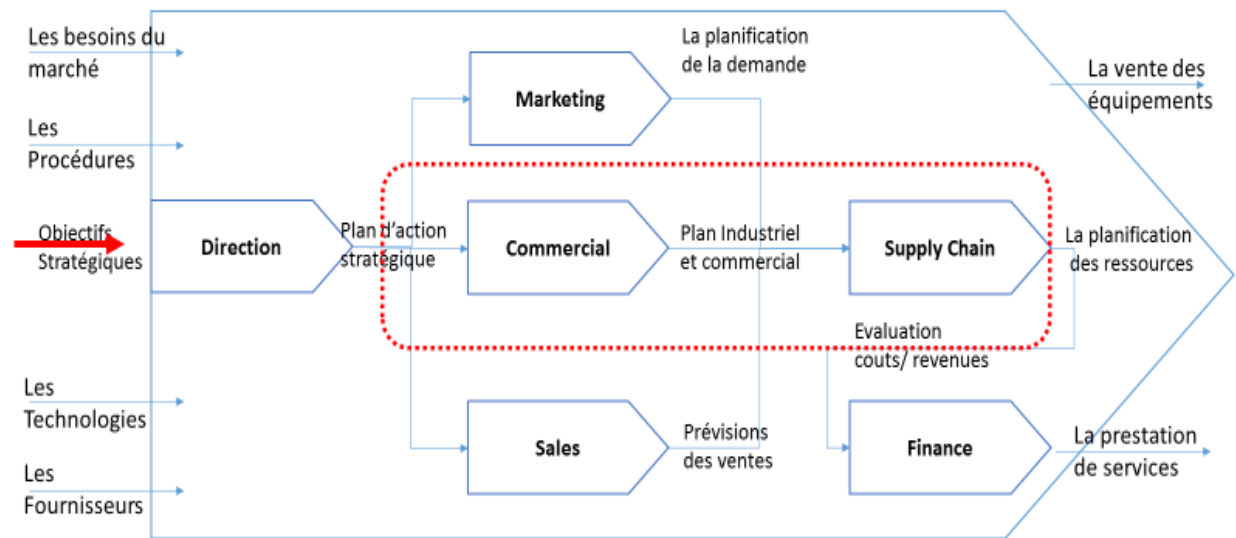 Les besoins du
marché
La planification
de la demande
La vente des
équipements
Marketing
Les
Procédures
Objectifs
Stratégiques
Direction
Plan d'action
stratégique
Commercial
Plan Industriel
et commercial
Supply Chain
La planification
des ressources
Evaluation
couts/ revenues
Les
Technologies
Sales
Prévisions
des ventes
Finance
La prestation
de services
Les
Fournisseurs